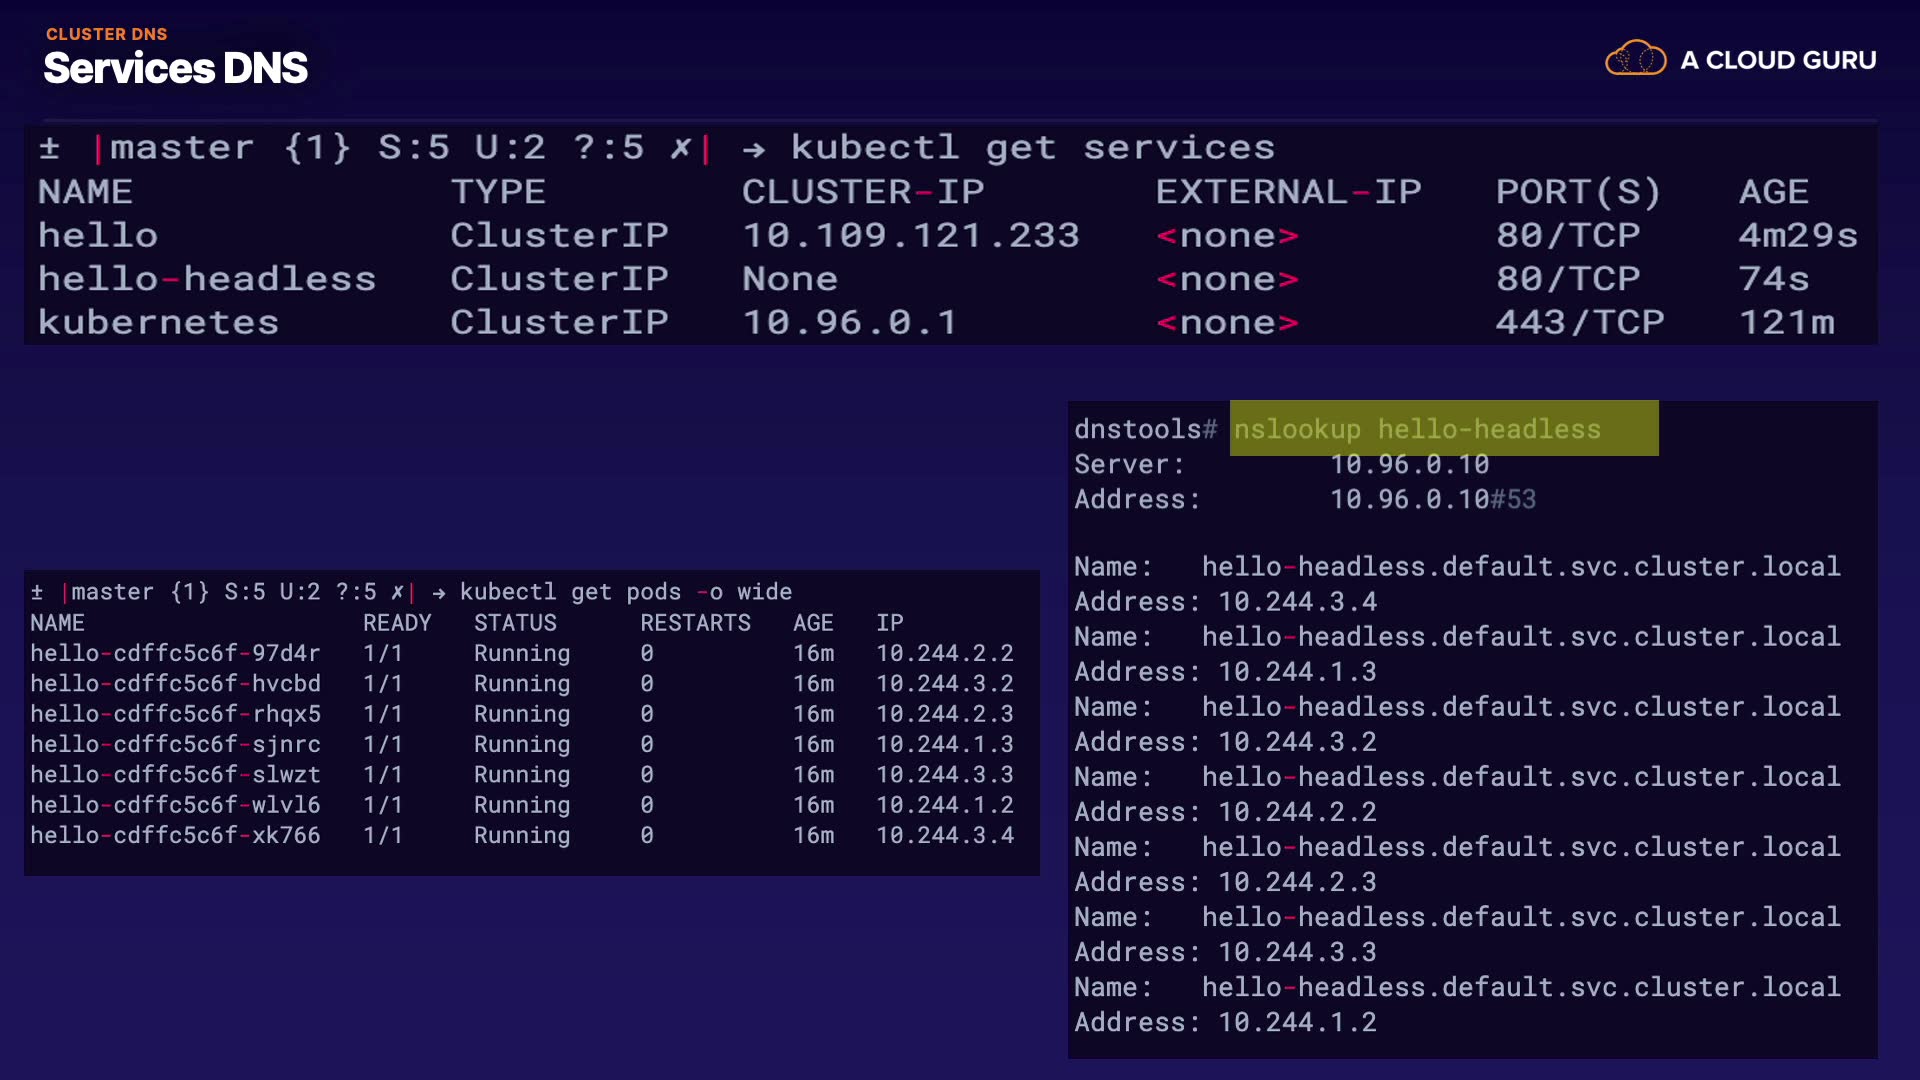 CLUSTER DNS
Services DNS
A CLOUD GURU
± |master {1} S:5 U:2 ?:5 ✗| → kubectl get services
NAME TYPE CLUSTER-IP EXTERNAL-IP PORT(S) AGE
hello ClusterIP 10.109.121.233 <none> 80/TCP 4m29s
hello-headless ClusterIP None <none> 80/TCP 74s
kubernetes ClusterIP 10.96.0.1 <none> 443/TCP 121m
± |master {1} S:5 U:2 ?:5 ✗| → kubectl get pods -o wide
NAME READY STATUS RESTARTS AGE IP
hello-cdffc5c6f-97d4r 1/1 Running 0 16m 10.244.2.2
hello-cdffc5c6f-hvcbd 1/1 Running 0 16m 10.244.3.2
hello-cdffc5c6f-rhqx5 1/1 Running 0 16m 10.244.2.3
hello-cdffc5c6f-sjnrc 1/1 Running 0 16m 10.244.1.3
hello-cdffc5c6f-slwzt 1/1 Running 0 16m 10.244.3.3
hello-cdffc5c6f-wlvl6 1/1 Running 0 16m 10.244.1.2
hello-cdffc5c6f-xk766 1/1 Running 0 16m 10.244.3.4
dnstools# nslookup hello-headless
Server: 10.96.0.10
Address: 10.96.0.10#53
Name: hello-headless.default.svc.cluster.local
Address: 10.244.3.4
Name: hello-headless.default.svc.cluster.local
Address: 10.244.1.3
Name: hello-headless.default.svc.cluster.local
Address: 10.244.3.2
Name: hello-headless.default.svc.cluster.local
Address: 10.244.2.2
Name: hello-headless.default.svc.cluster.local
Address: 10.244.2.3
Name: hello-headless.default.svc.cluster.local
Address: 10.244.3.3
Name: hello-headless.default.svc.cluster.local
Address: 10.244.1.2